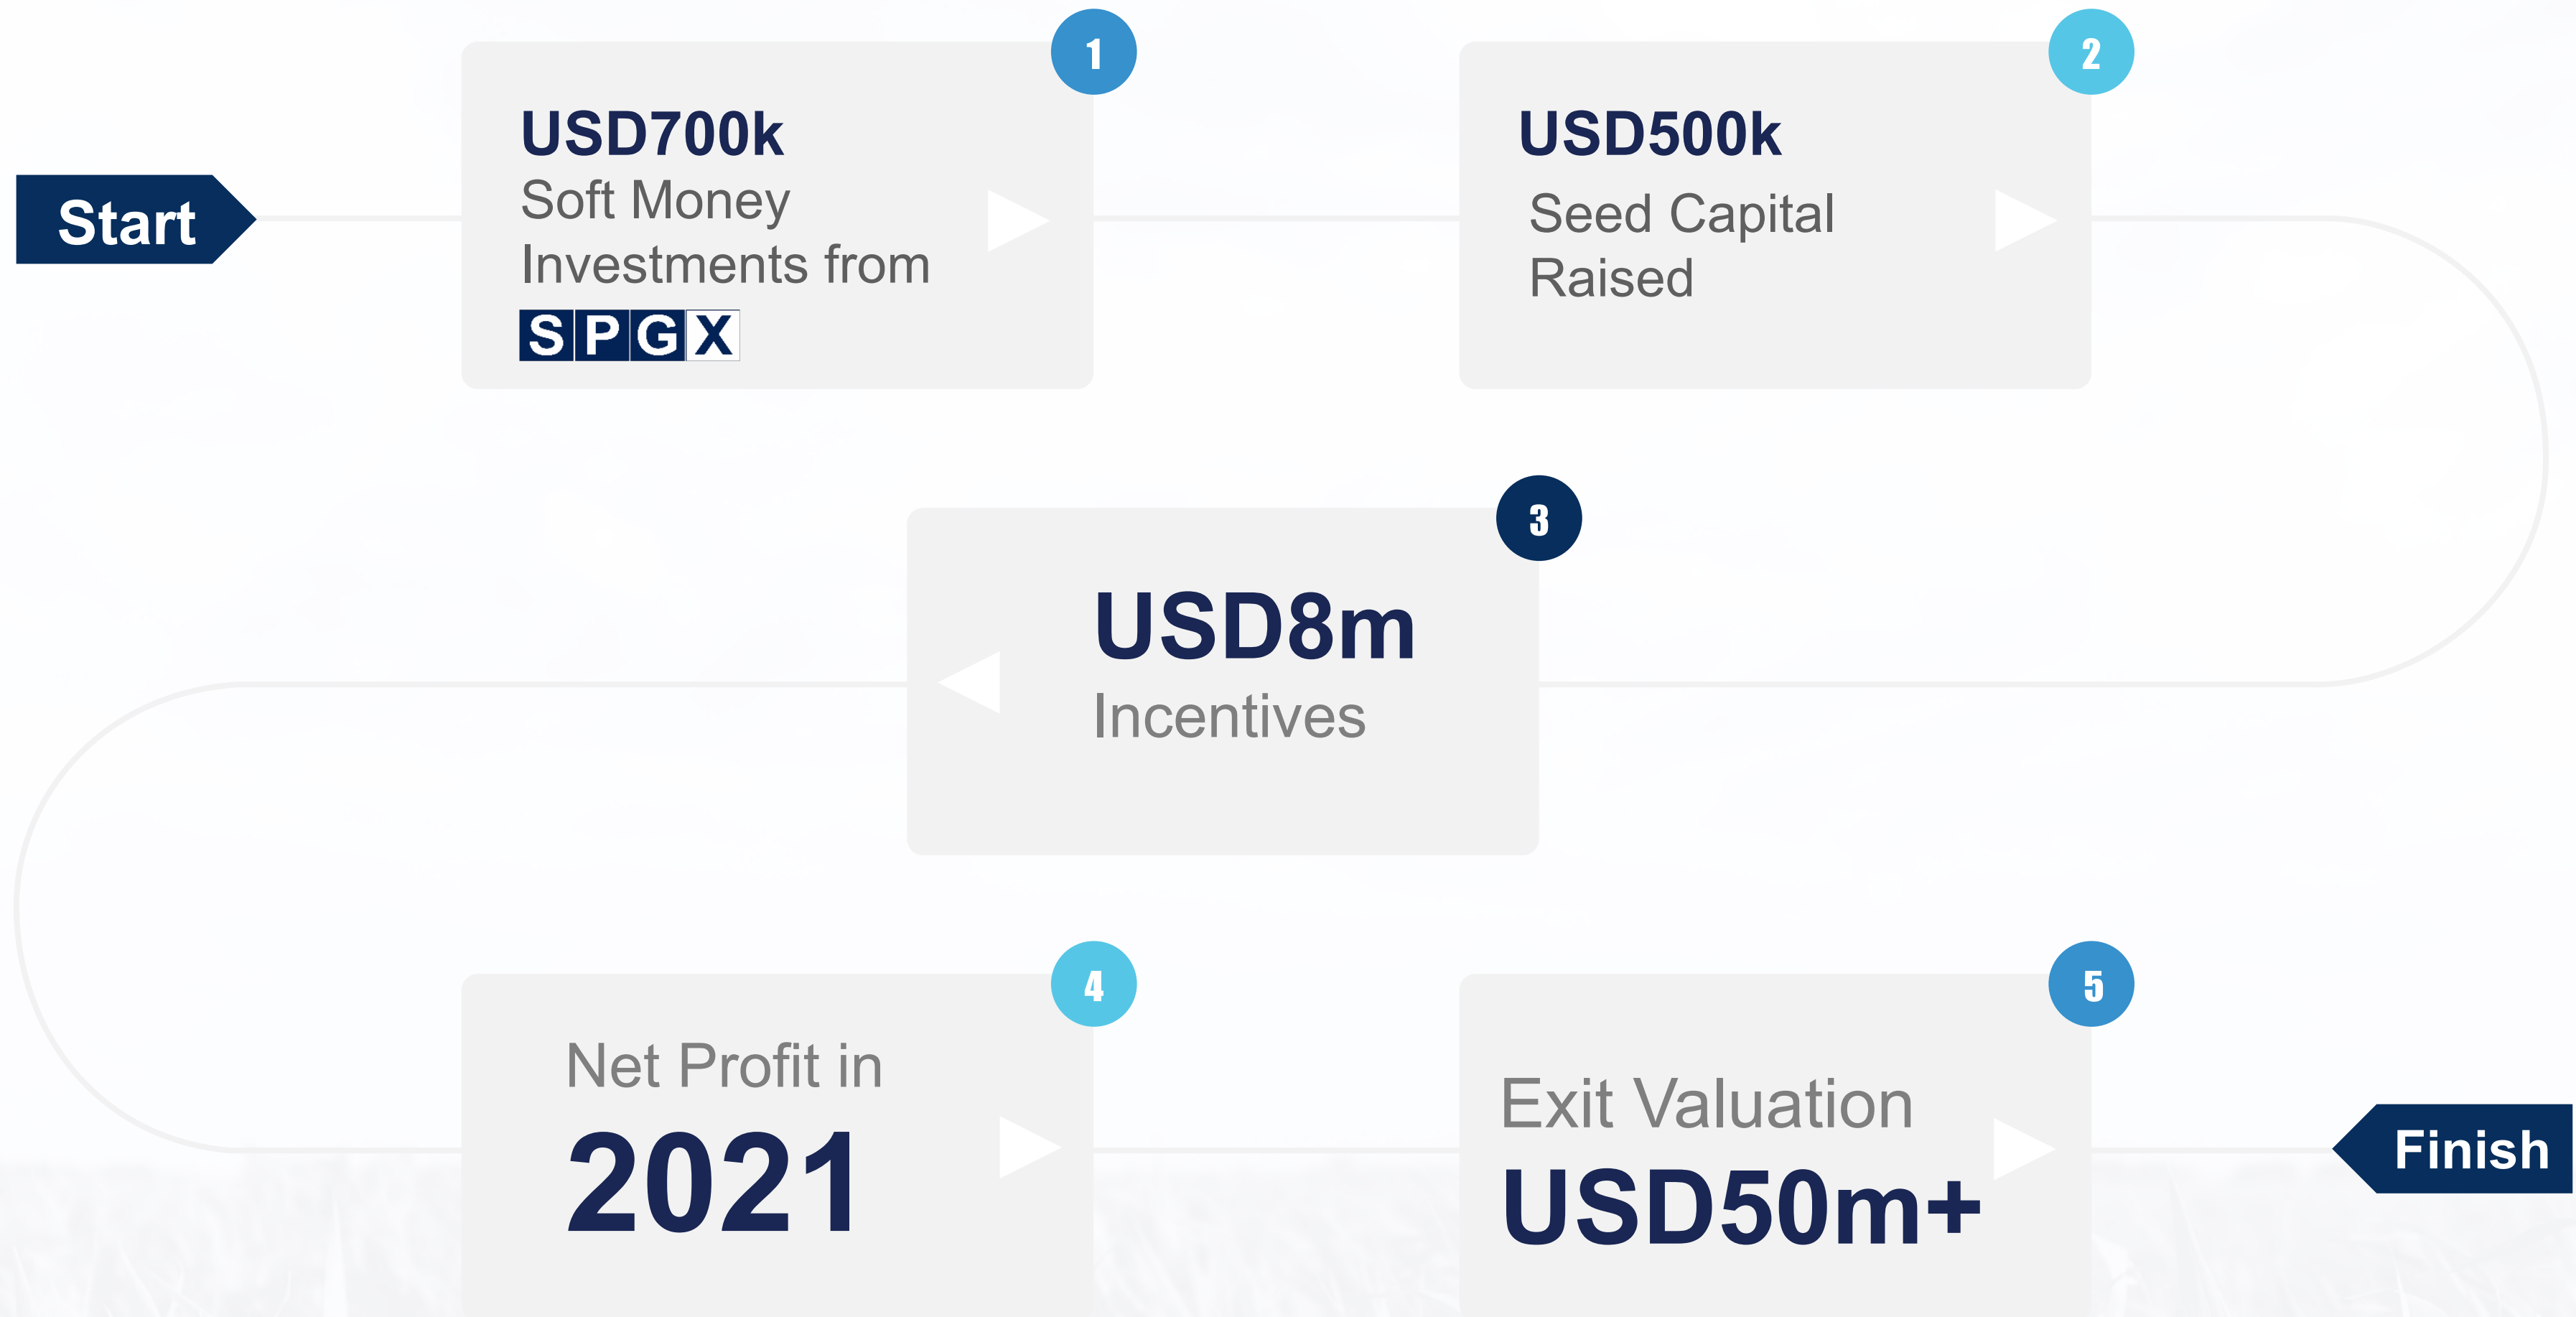 Start
1
USD700k
Soft Money
Investments from
SPGX
2
USD500k
Seed Capital
Raised
3
USD8m
Incentives
4
Net Profit in
2021
5
Exit Valuation
USD50m+
Finish